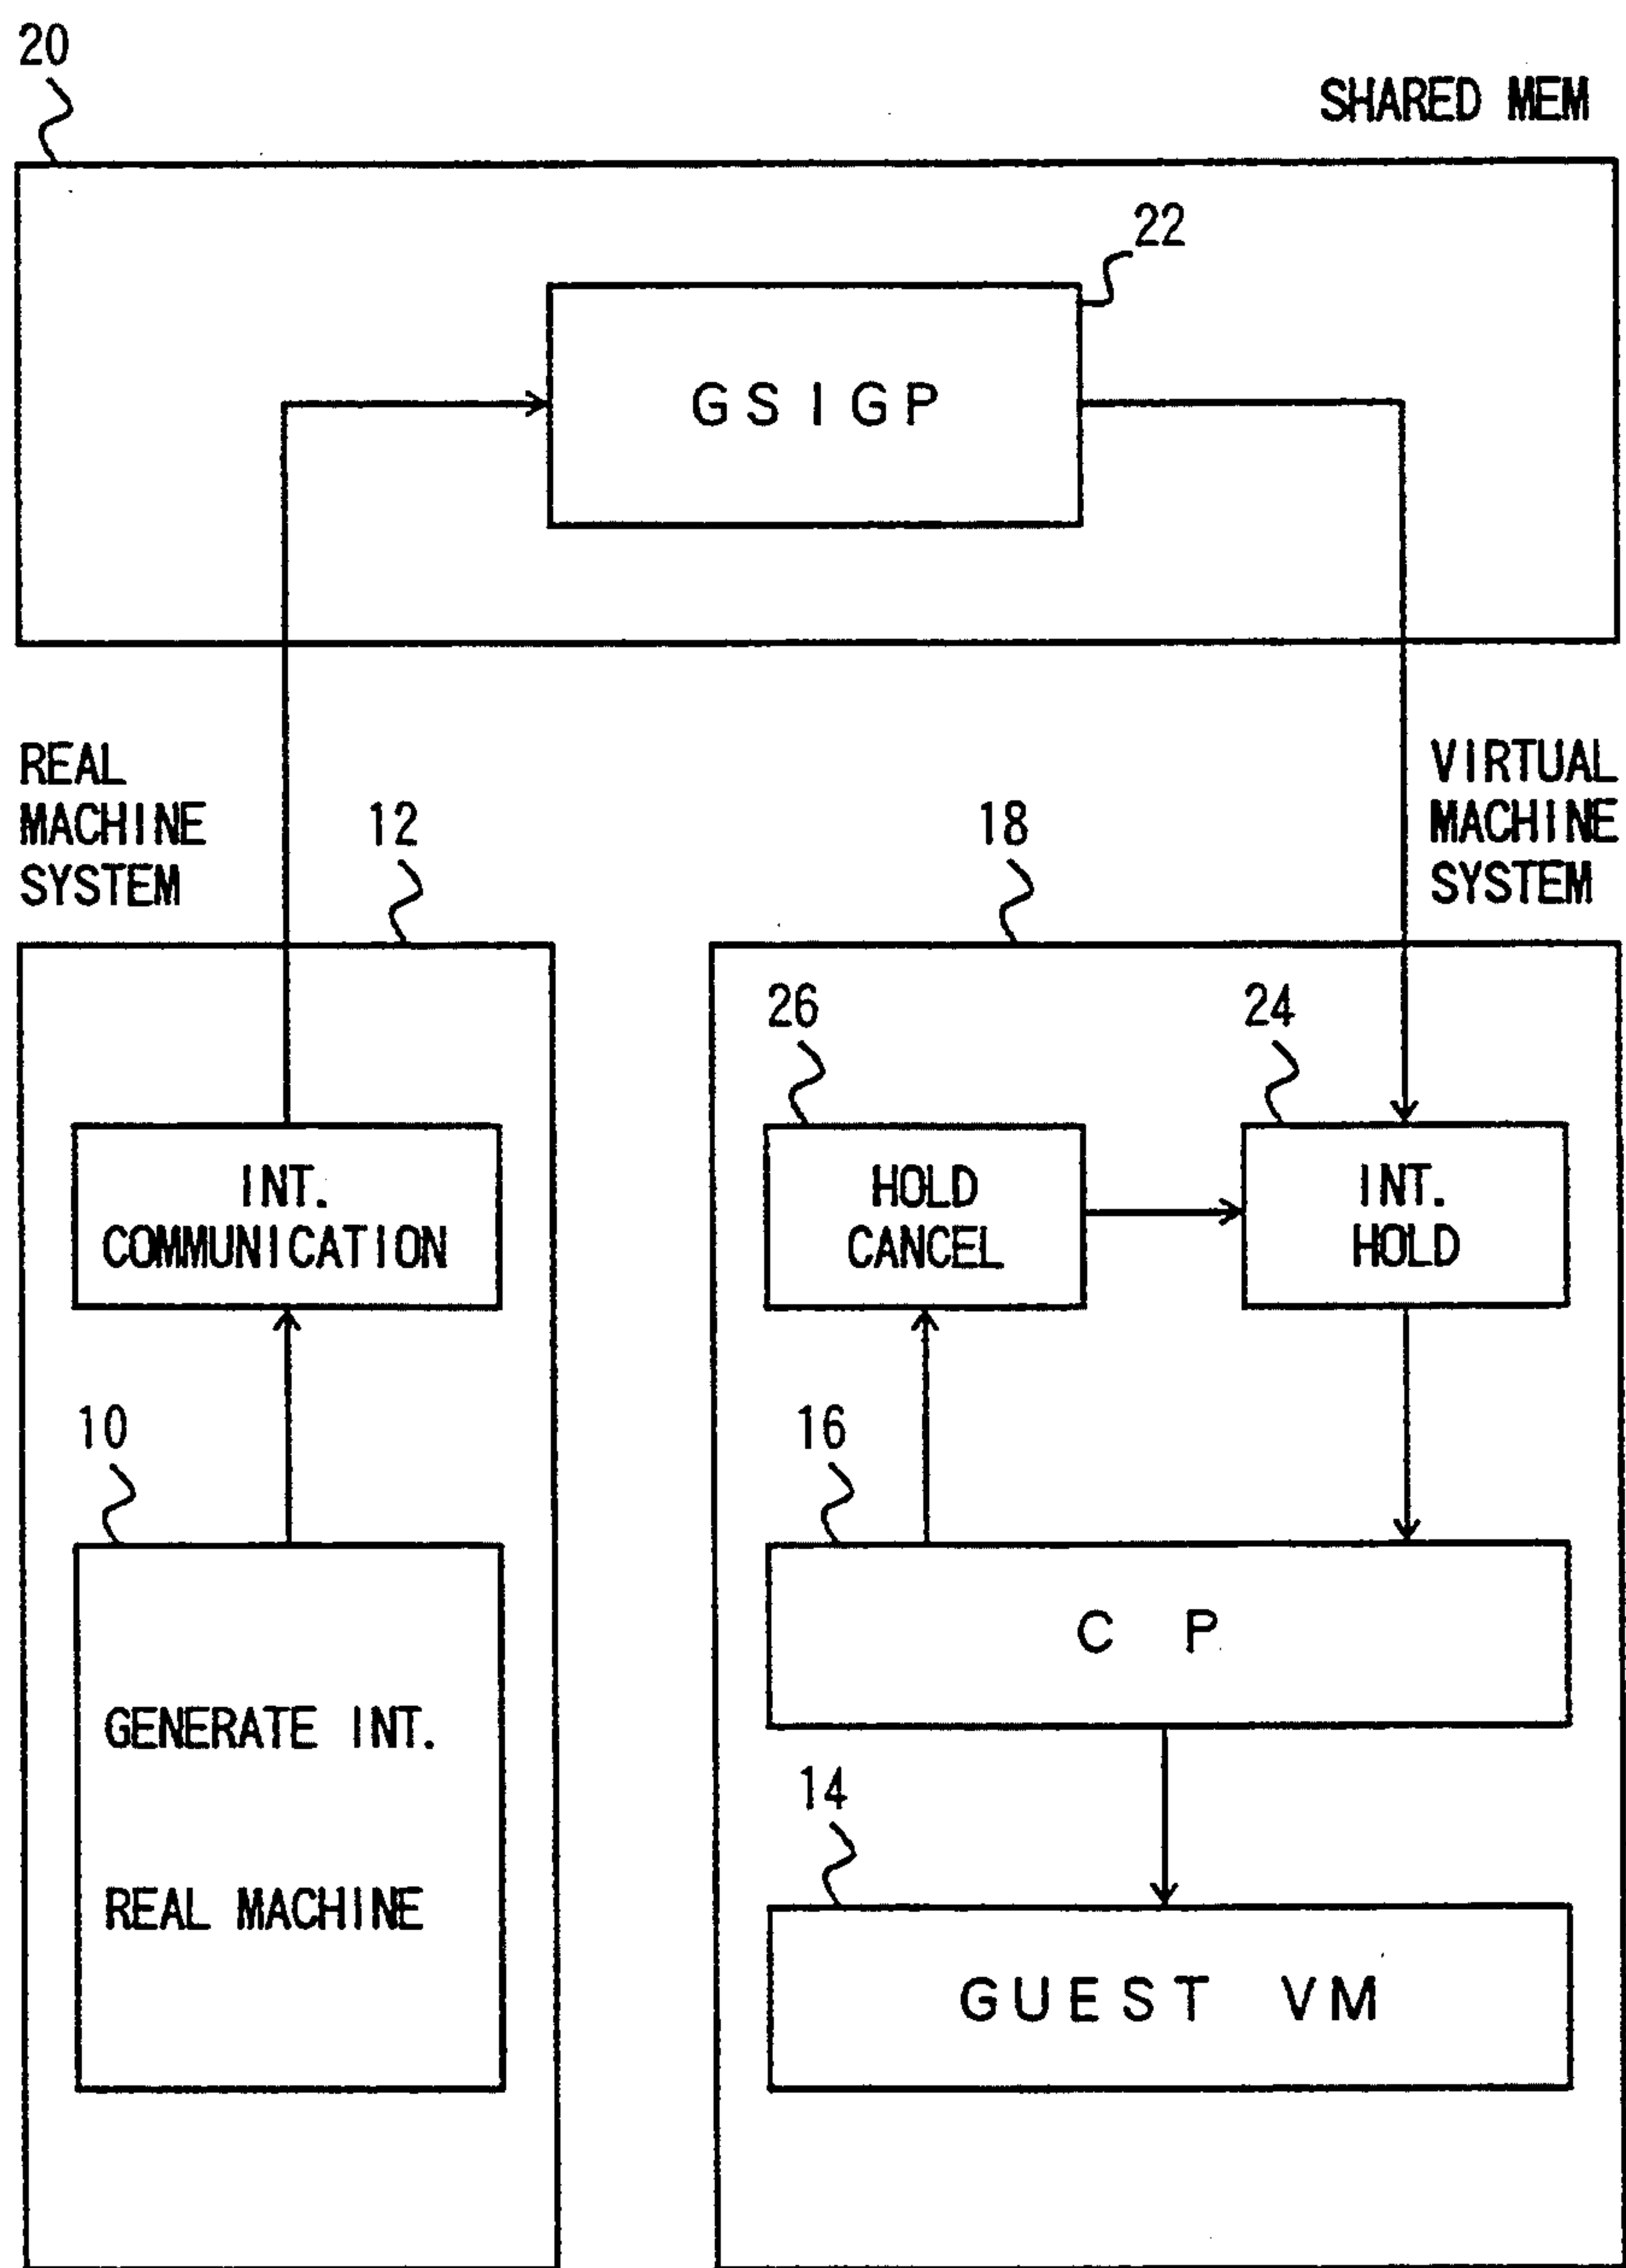 20
SHARED MEM
22
GSIGP
REAL
MACHINE
SYSTEM
12
18
VIRTUAL
MACHINE
SYSTEM
26
24
INT.
COMMUNICATION
HOLD
CANCEL
INT.
HOLD
10
16
CP
GENERATE INT.
REAL MACHINE
14
GUEST VM